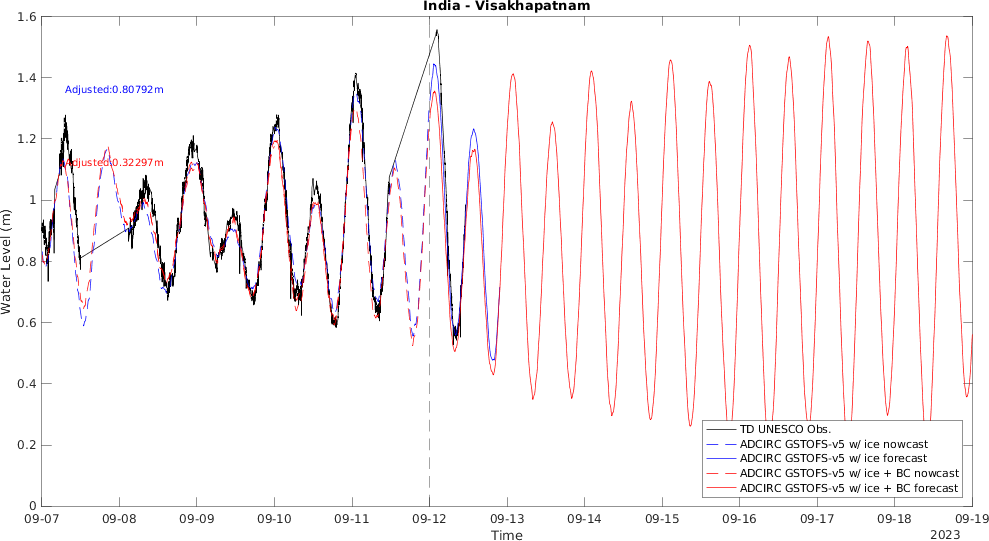 India - Visakhapatnam
1.6
1.4
1.2
1
0.8
0.6
0.4
0.2
0
Water Level (m)
Adjusted:0.80792m
Adjusted:0.32297m
TD UNESCO Obs.
ADCIRC GSTOFS-v5 w/ ice nowcast
ADCIRC GSTOFS-v5 w/ ice forecast
ADCIRC GSTOFS-v5 w/ ice + BC nowcast
ADCIRC GSTOFS-v5 w/ ice + BC forecast
09-07 09-08 09-09 09-10 09-11 09-12 09-13 09-14 09-15 09-16 09-17 09-18 09-19
Time
2023